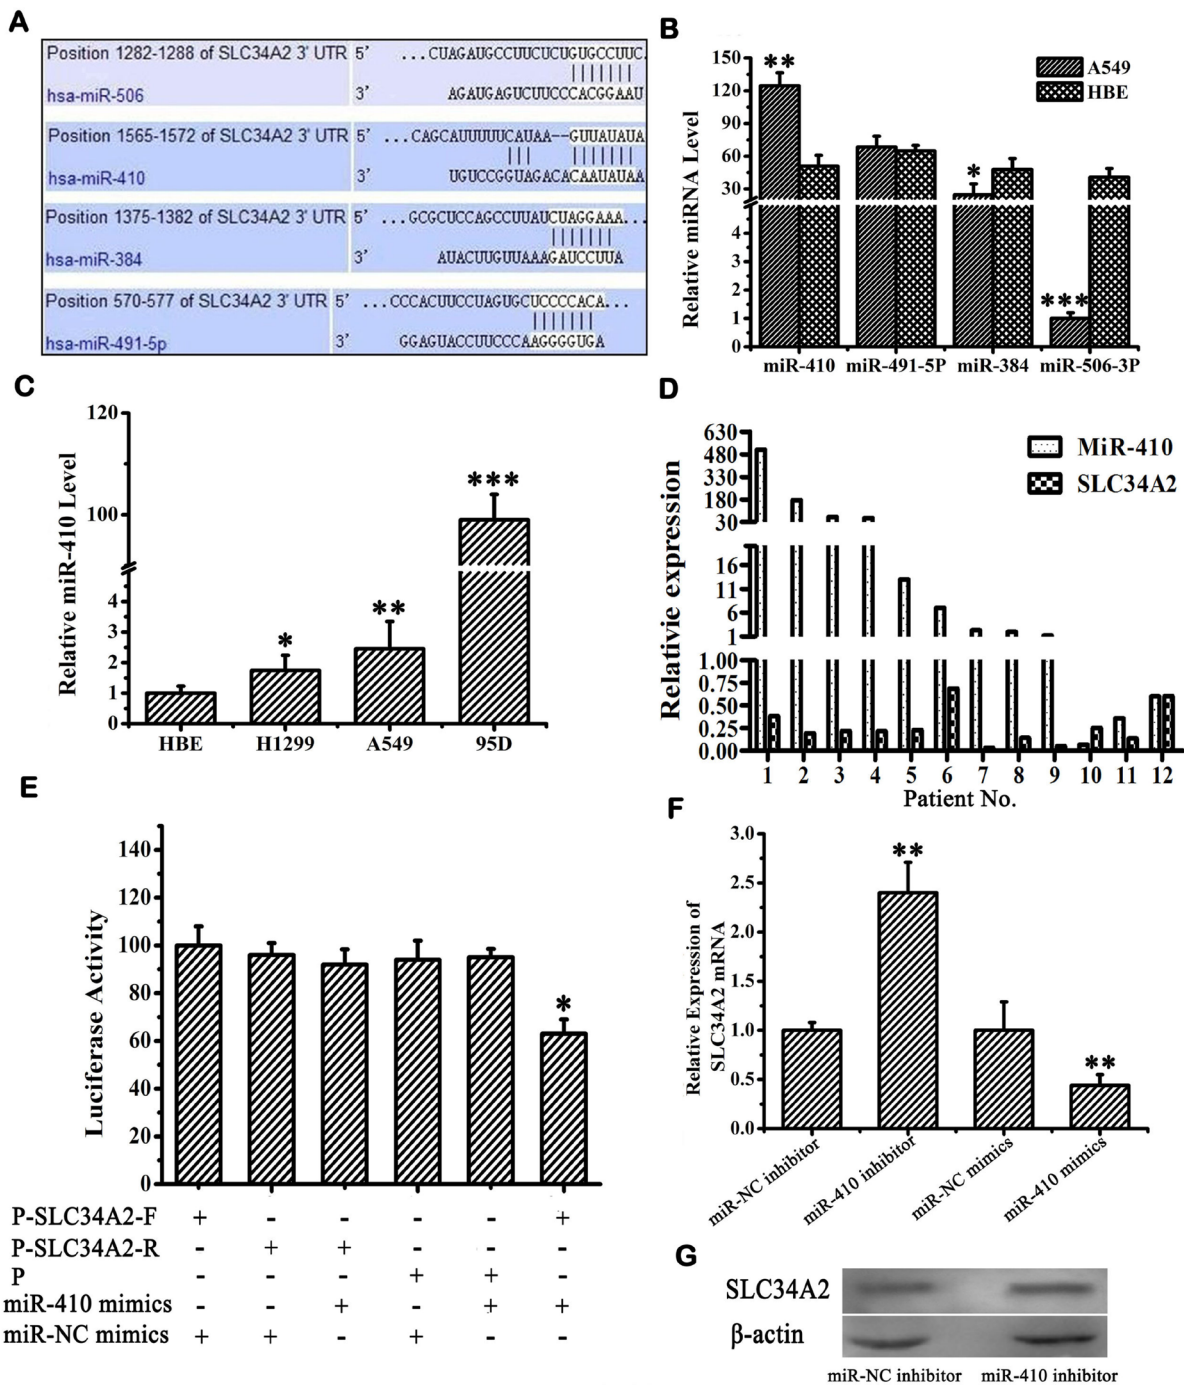 A
Position 1282-1288 of SLC34A2 3' UTR 5' ...CUAGAUGCCUUCUCUGUGCCUUC.
hsa-miR-506 3' AGAUGAGUCUUCCCACGGAAU
Position 1565-1572 of SLC34A2 3' UTR 5' ...CAGCAUUUUUCAUAA--GUUAUAUA
hsa-miR-410 3' UGUCCGGUAGACACAAUAUAA
Position 1375-1382 of SLC34A2 3' UTR 5' ...GCGCUCCAGCCUUAUCUAGGAAA...
hsa-miR-384 3' AUACUUGUUAAAGAUCCUUA
Position 570-577 of SLC34A2 3' UTR 5' ...CCCACUUCCUAGUGCUCCCCACA...
hsa-miR-491-5p 3' GGAGUACCUUCCCAAGGGGUGA
B
Relative miRNA Level
150
120
90
60
30
5
4
3
2
1
0
**
*
***
A549
HBE
miR-410 miR-491-5P miR-384 miR-506-3P
C
Relative miR-410 Level
120
100
4
3
2
1
0
*
**
***
HBE H1299 A549 95D
D
Relativie expression
630
480
330
180
30
16
11
6
1
1.00
0.75
0.50
0.25
0.00
MiR-410
SLC34A2
1 2 3 4 5 6 7 8 9 10 11 12
Patient No.
E
Luciferase Activity
140
120
100
80
60
40
20
0
*
P-SLC34A2-F + - - - - +
P-SLC34A2-R - + + - - -
P - - - + + -
miR-410 mimics - - + - + +
miR-NC mimics + + - + - -
F
Relative Expression of
SLC34A2 mRNA
3.0
2.5
2.0
1.5
1.0
0.5
0.0
**
**
miR-NC inhibitor
miR-410 inhibitor
miR-NC mimics
miR-410 mimics
G
SLC34A2
β-actin
miR-NC inhibitor miR-410 inhibitor